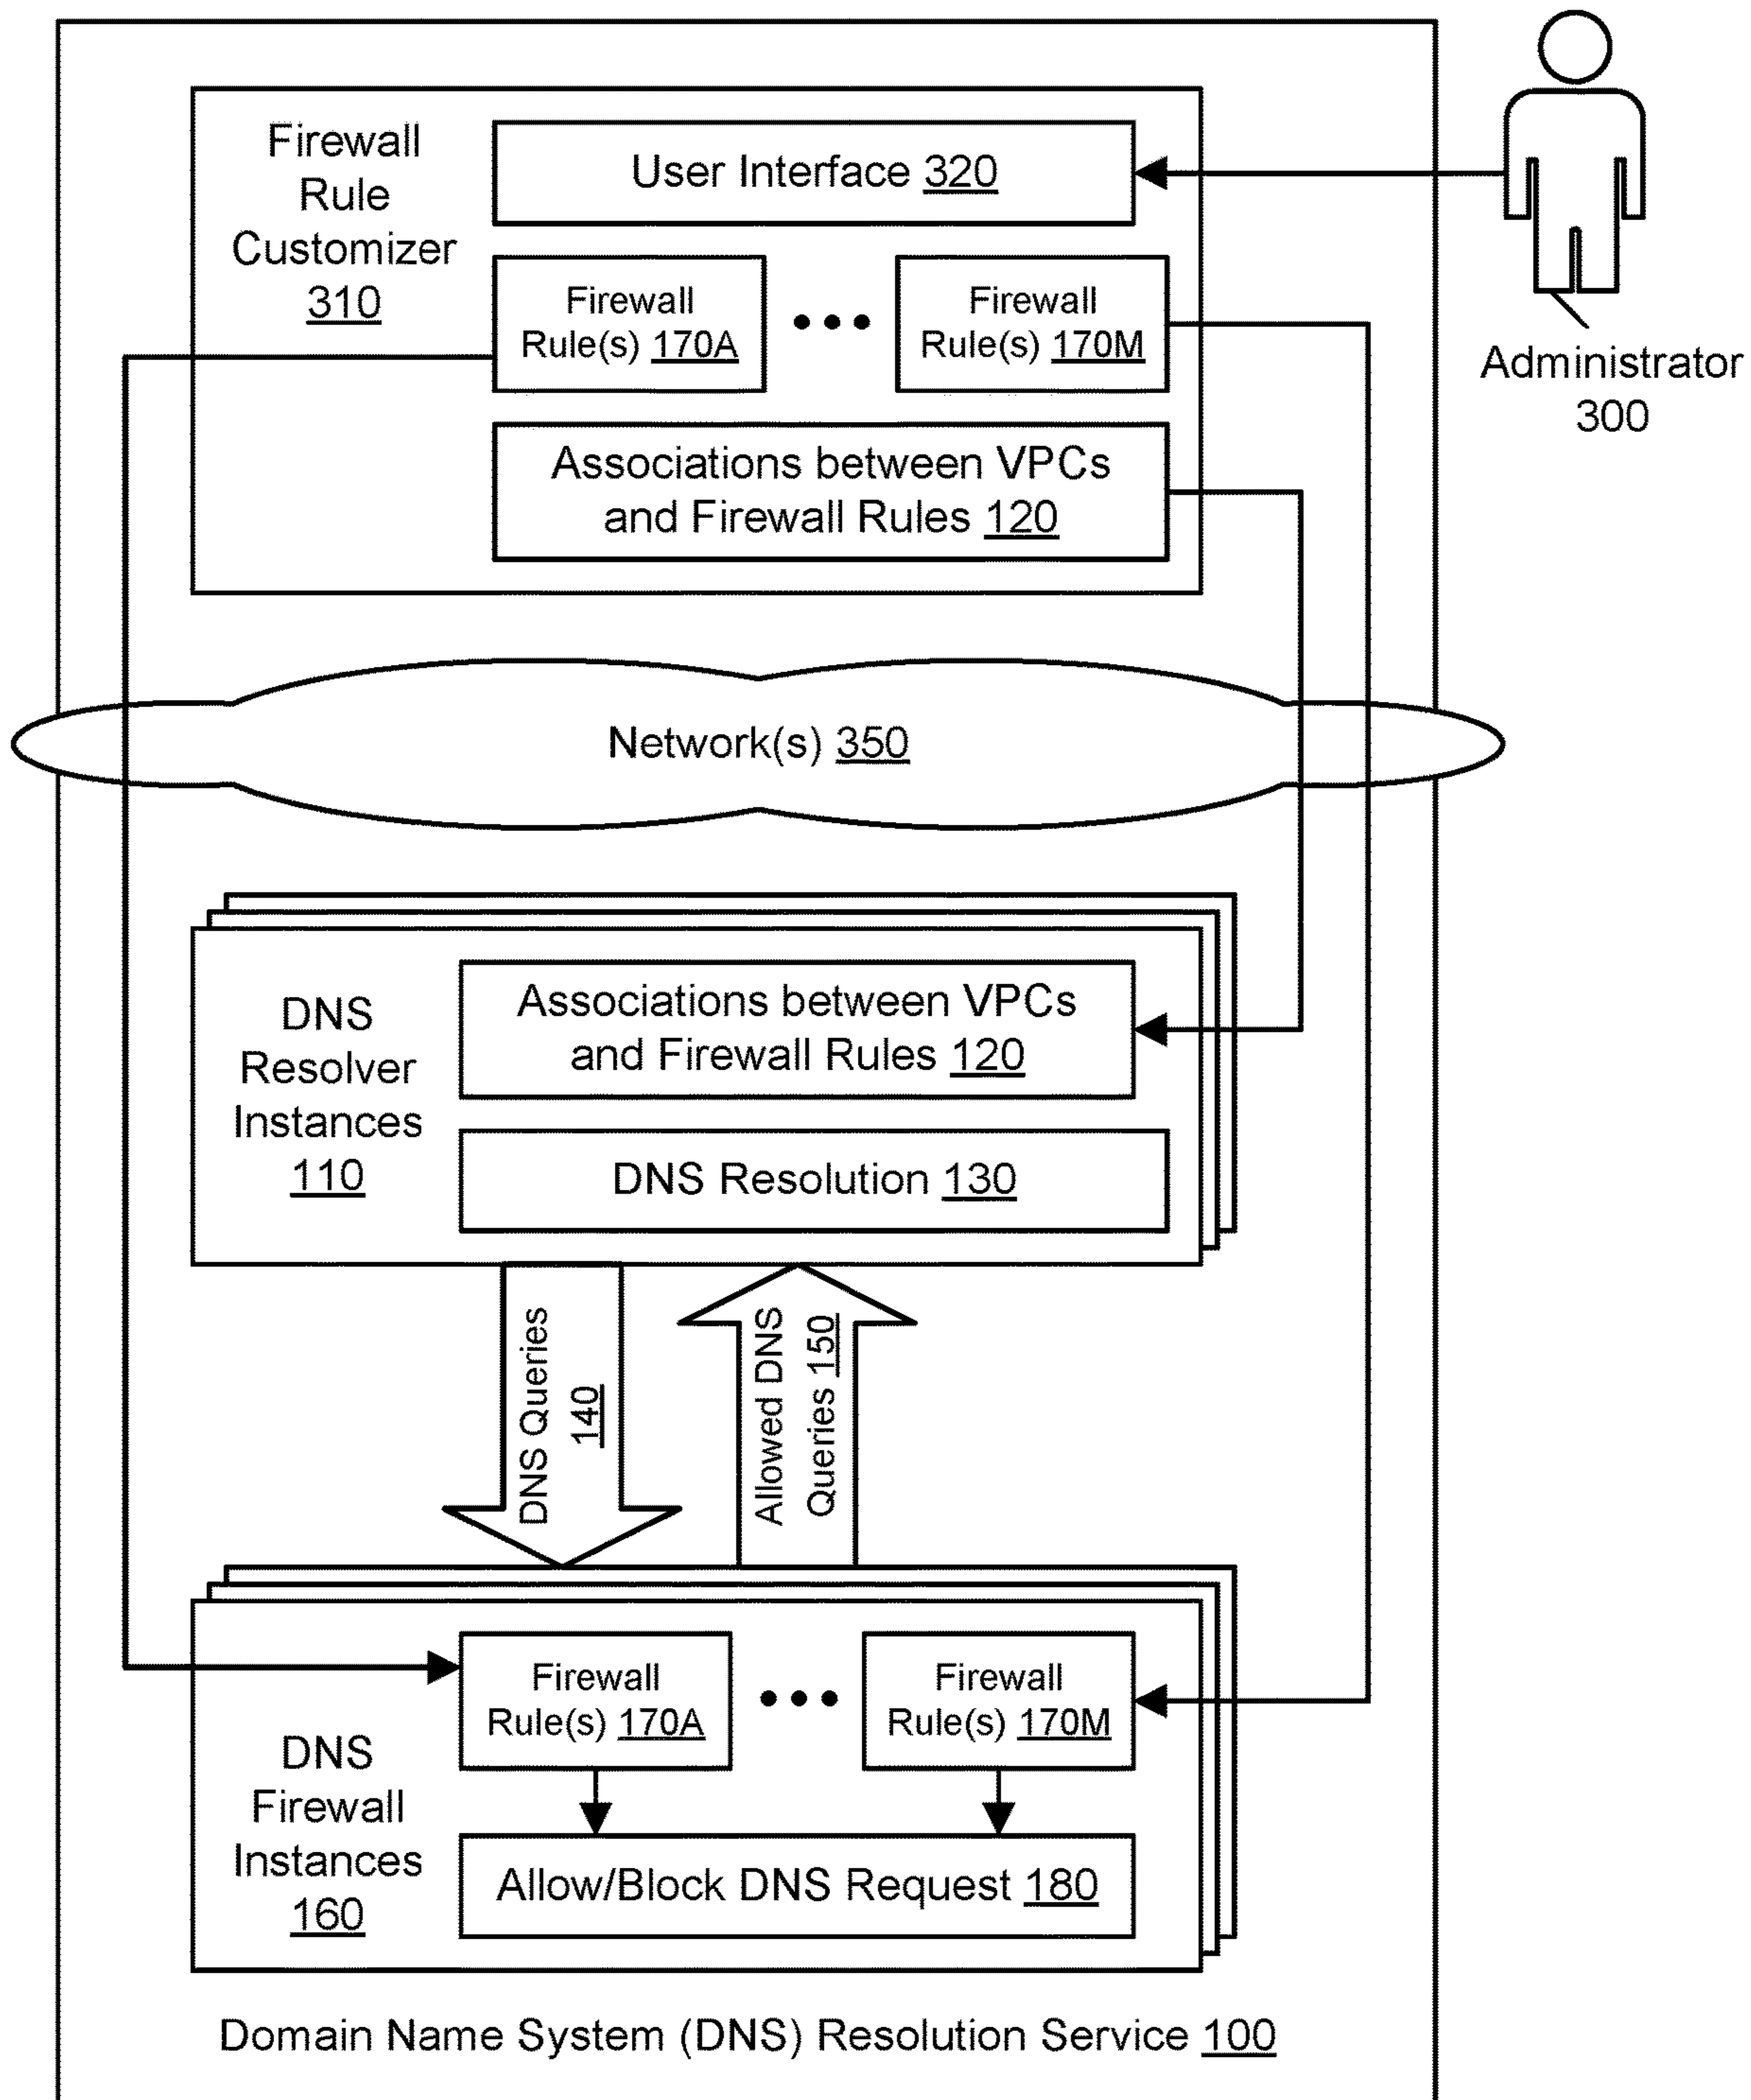 Firewall
Rule
Customizer
310
User Interface 320
Firewall
Rule(s) 170A
Firewall
Rule(s) 170M
Associations between VPCs
and Firewall Rules 120
Administrator
300
Network(s) 350
DNS
Resolver
Instances
110
Associations between VPCs
and Firewall Rules 120
DNS Resolution 130
DNS Queries
140
Allowed DNS
Queries 150
Firewall
Rule(s) 170A
Firewall
Rule(s) 170M
DNS
Firewall
Instances
160
Allow/Block DNS Request 180
Domain Name System (DNS) Resolution Service 100